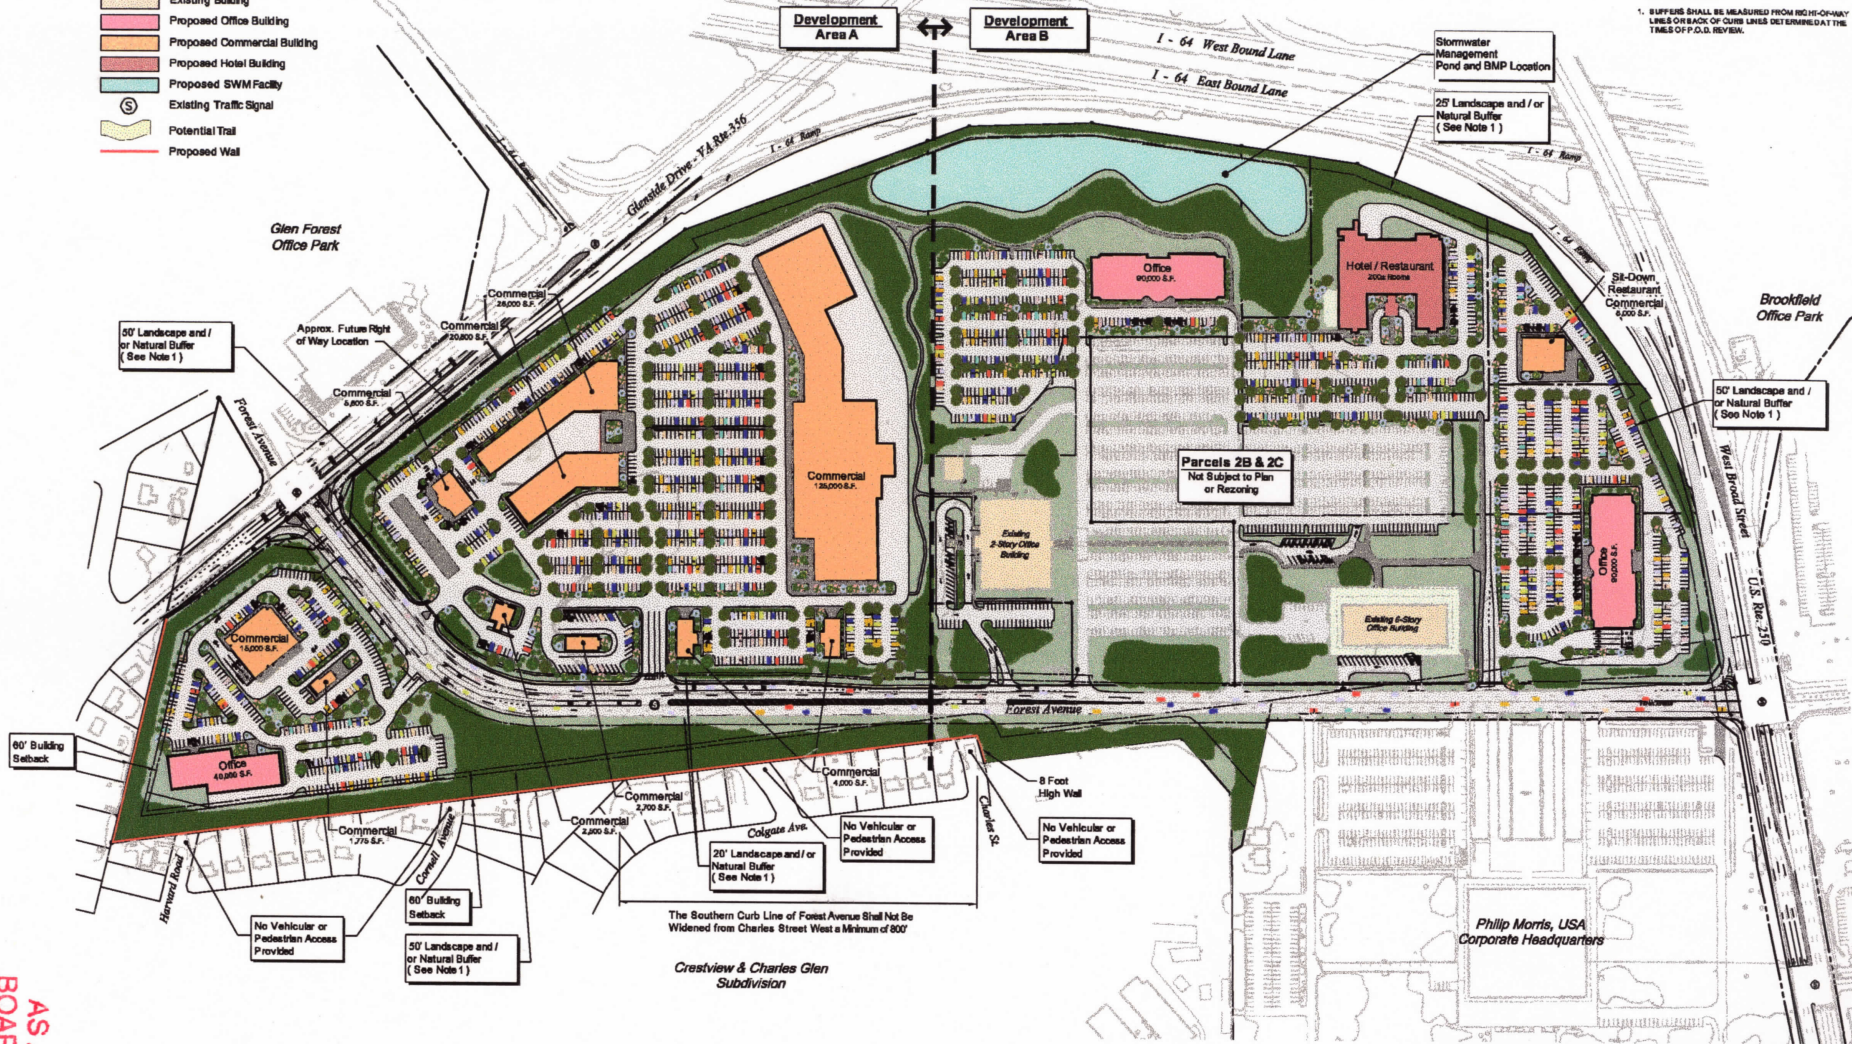 Existing Building
Proposed Office Building
Proposed Commercial Building
Proposed Hotel Building
Proposed SWM Facility
Existing Traffic Signal
Potential Trail
Proposed Wall
Development
Area A
Development
Area B
1. BUFFERS SHALL BE MEASURED FROM RIGHT-OF-WAY
LINES OR BACK OF CURB LINES DETERMINED AT THE
TIMES OF P.O.D. REVIEW.
I - 64 West Bound Lane
I - 64 East Bound Lane
Stormwater
Management
Pond and BMP Location
25' Landscape and / or
Natural Buffer
( See Note 1 )
I - 64 Ramp
I - 64 Ramp
I - 64 Ramp
I - 64 Ramp
Glenside Drive - VA Rte.356
Glen Forest
Office Park
Brookfield
Office Park
50' Landscape and /
or Natural Buffer
( See Note 1 )
Approx. Future Right
of Way Location
Commercial
Commercial
20,800 S.F.
Commercial
Forest Avenue
Office
90,000 S.F.
Hotel / Restaurant
Sit-Down
Restaurant
Commercial
50' Landscape and /
or Natural Buffer
( See Note 1 )
Commercial
Parcels 2B & 2C
Not Subject to Plan
or Rezoning
Existing
2-Story Office
Building
Existing 6-Story
Office Building
Office
90,000 S.F.
West Broad Street
U.S. Rte. 250
Commercial
15,000 S.F.
Office
40,000 S.F.
60' Building
Setback
Forest Avenue
Commercial
1,775 S.F.
Commercial
Commercial
2,700 S.F.
Commercial
4,000 S.F.
8 Foot
High Wall
Harvard Road
Cornell Avenue
Colgate Ave.
Charles St.
No Vehicular or
Pedestrian Access
Provided
No Vehicular or
Pedestrian Access
Provided
20' Landscape and / or
Natural Buffer
( See Note 1 )
60' Building
Setback
No Vehicular or
Pedestrian Access
Provided
50' Landscape and /
or Natural Buffer
( See Note 1 )
The Southern Curb Line of Forest Avenue Shall Not Be
Widened from Charles Street West a Minimum of 800'
Crestview & Charles Glen
Subdivision
Philip Morris, USA
Corporate Headquarters
AS